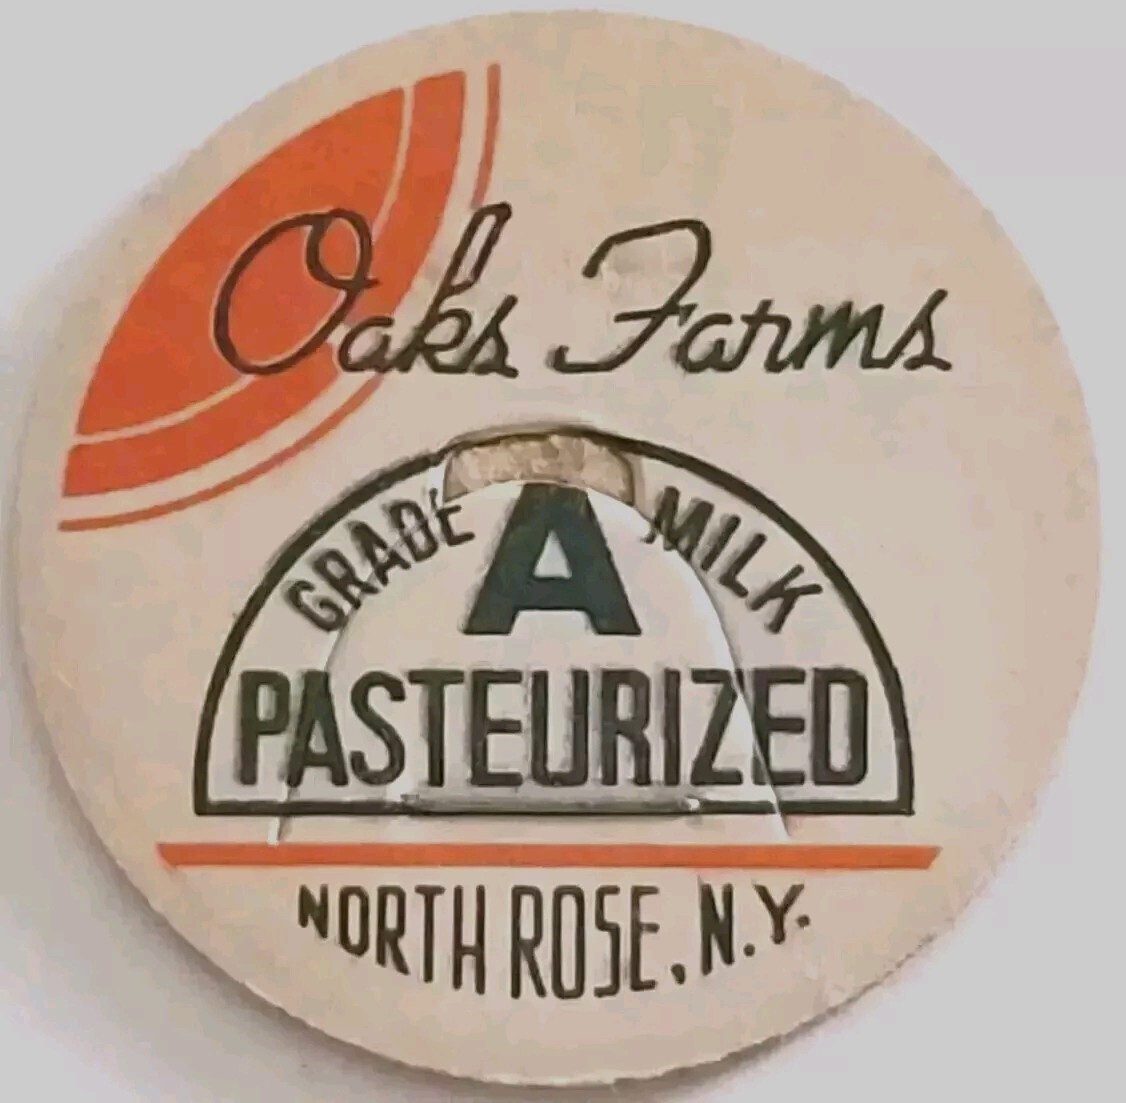 Oaks Farms
GRADE A MILK
PASTEURIZED
NORTH ROSE, N.Y.